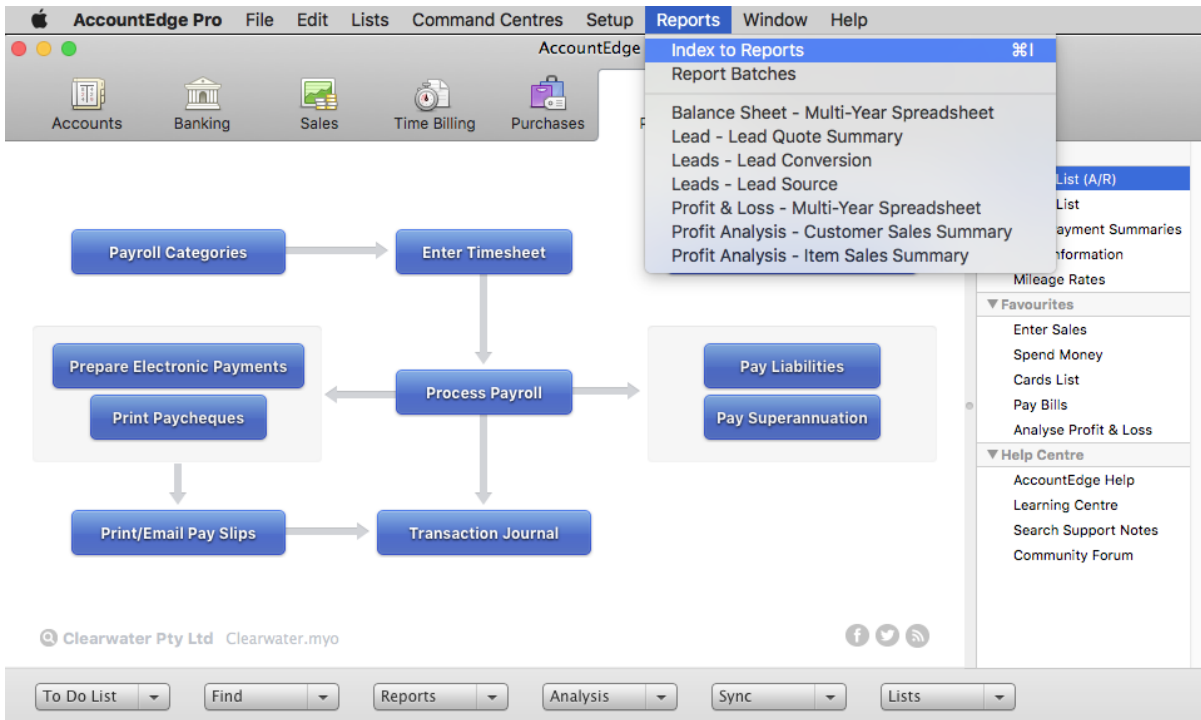 AccountEdge Pro File Edit Lists Command Centres Setup Reports Window Help
AccountEdge
Index to Reports ⌘I
Report Batches
Balance Sheet - Multi-Year Spreadsheet
Lead - Lead Quote Summary
Leads - Lead Conversion
Leads - Lead Source
Profit & Loss - Multi-Year Spreadsheet
Profit Analysis - Customer Sales Summary
Profit Analysis - Item Sales Summary
Accounts Banking Sales Time Billing Purchases
List (A/R)
List
ayment Summaries
nformation
Mileage Rates
Favourites
Enter Sales
Spend Money
Cards List
Pay Bills
Analyse Profit & Loss
Help Centre
AccountEdge Help
Learning Centre
Search Support Notes
Community Forum
Payroll Categories
Enter Timesheet
Prepare Electronic Payments
Print Paycheques
Process Payroll
Pay Liabilities
Pay Superannuation
Print/Email Pay Slips
Transaction Journal
Clearwater Pty Ltd Clearwater.myo
To Do List Find Reports Analysis Sync Lists